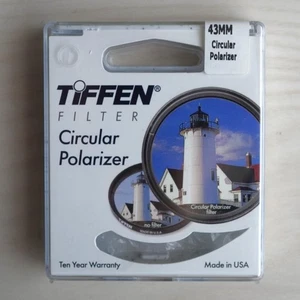 43MM
Circular
Polarizer
TIFFEN®
FILTER
Circular
Polarizer
Circular Polarizer
filter
no filter
Ten Year Warranty
Made in USA